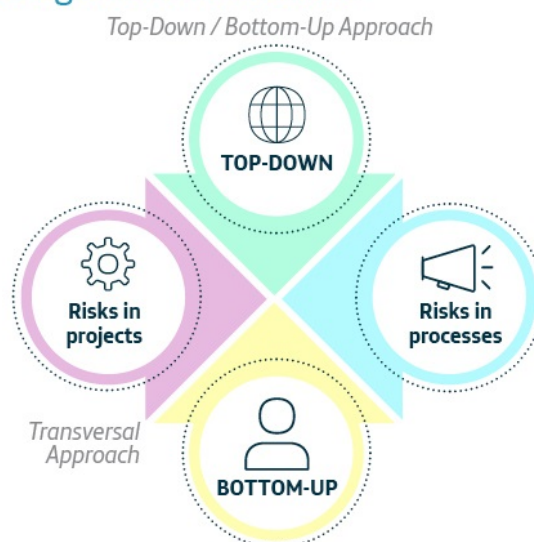 Top-Down / Bottom-Up Approach
TOP-DOWN
Risks in
projects
Risks in
processes
Transversal
Approach
BOTTOM-UP